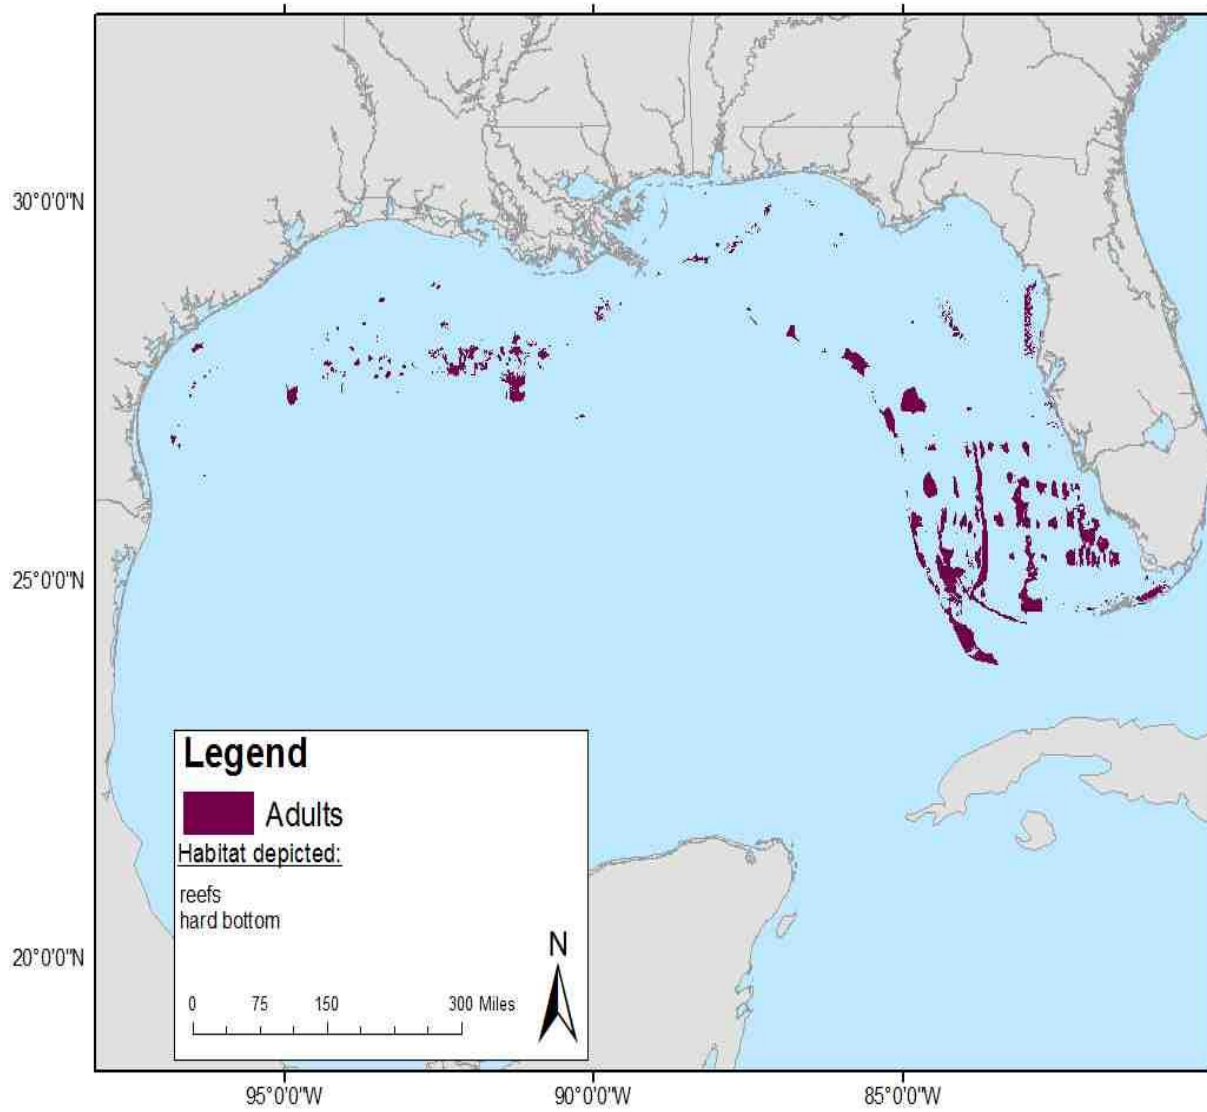 30°0'0"N
25°0'0"N
20°0'0"N
Legend
Adults
Habitat depicted:
reefs
hard bottom
N
0 75 150 300 Miles
95°0'0"W 90°0'0"W 85°0'0"W